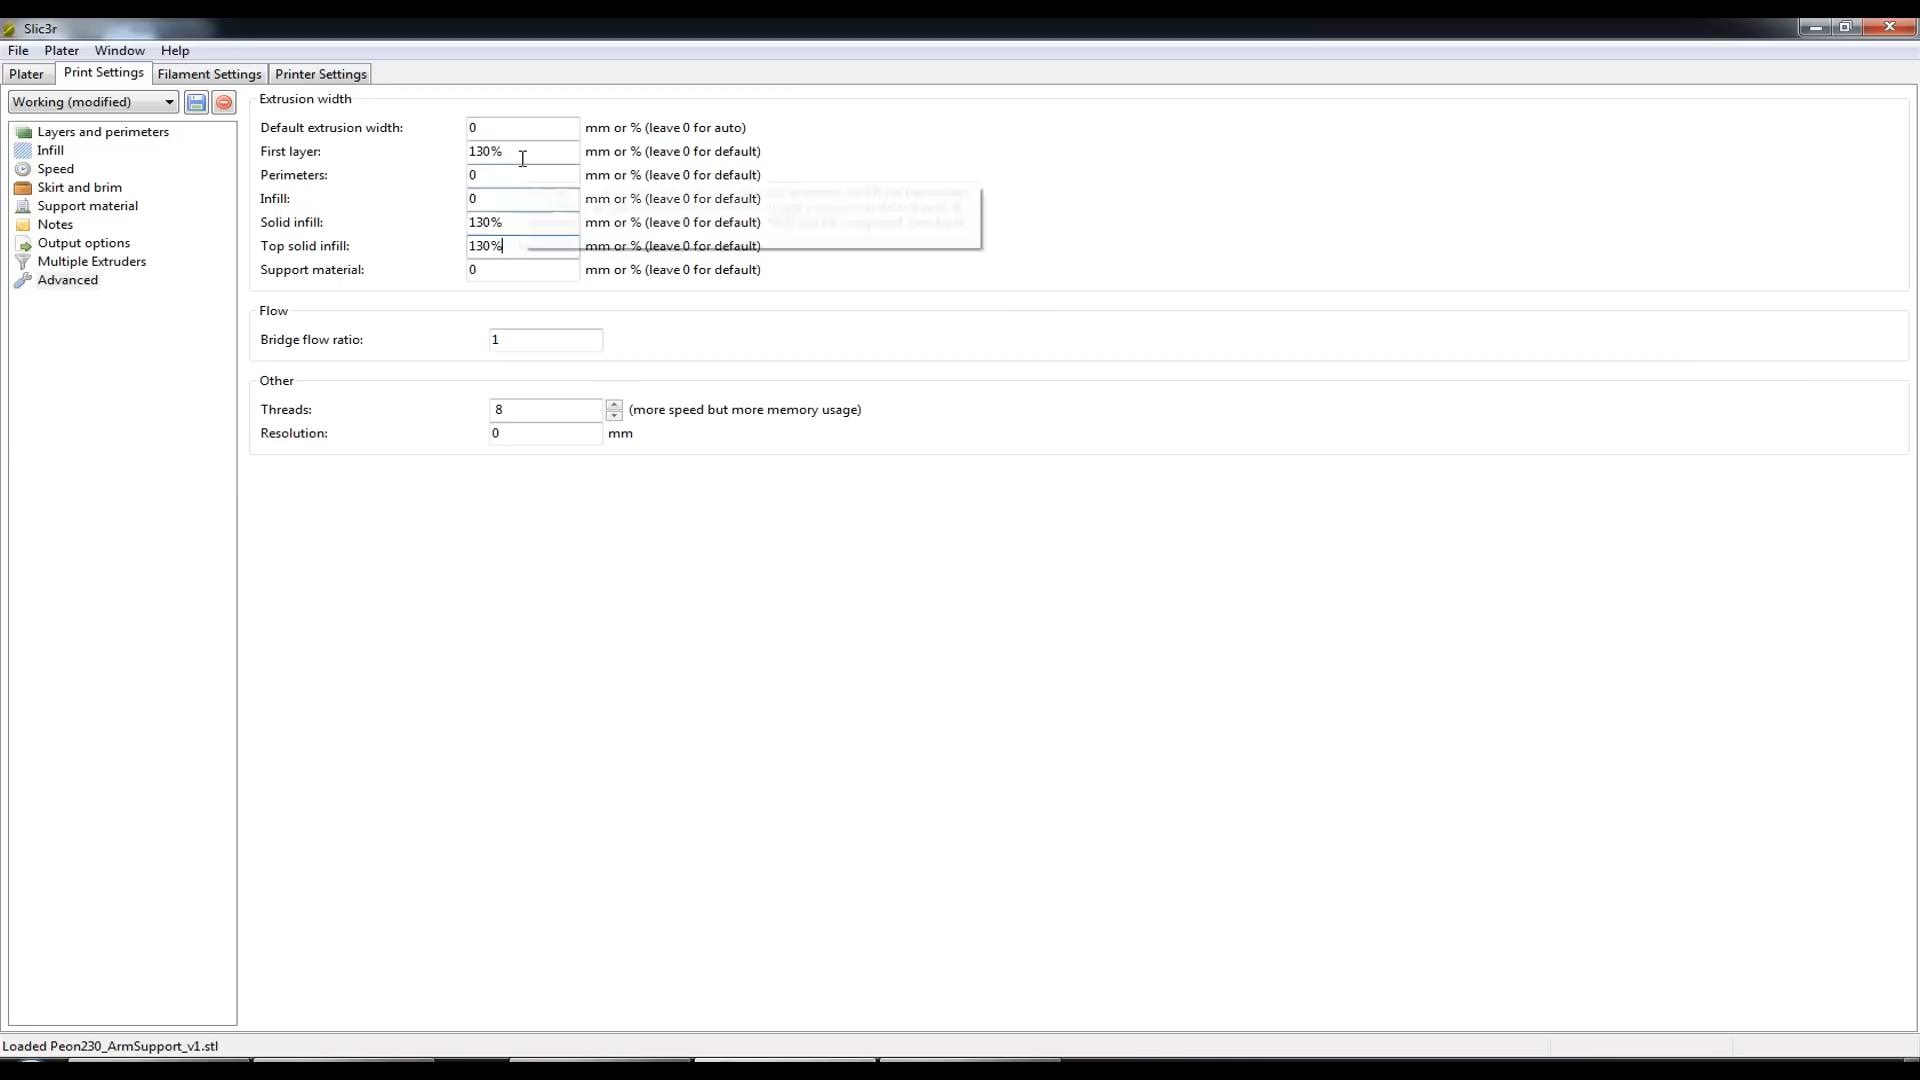 Slic3r
File Plater Window Help
Plater Print Settings Filament Settings Printer Settings
Working (modified)
Layers and perimeters
Infill
Speed
Skirt and brim
Support material
Notes
Output options
Multiple Extruders
Advanced
Extrusion width
Default extrusion width: 0 mm or % (leave 0 for auto)
First layer: 130% mm or % (leave 0 for default)
Perimeters: 0 mm or % (leave 0 for default)
Infill: 0 mm or % (leave 0 for default)
Solid infill: 130% mm or % (leave 0 for default)
Top solid infill: 130% mm or % (leave 0 for default)
Support material: 0 mm or % (leave 0 for default)
Flow
Bridge flow ratio: 1
Other
Threads: 8 (more speed but more memory usage)
Resolution: 0 mm
Loaded Peon230_ArmSupport_v1.stl